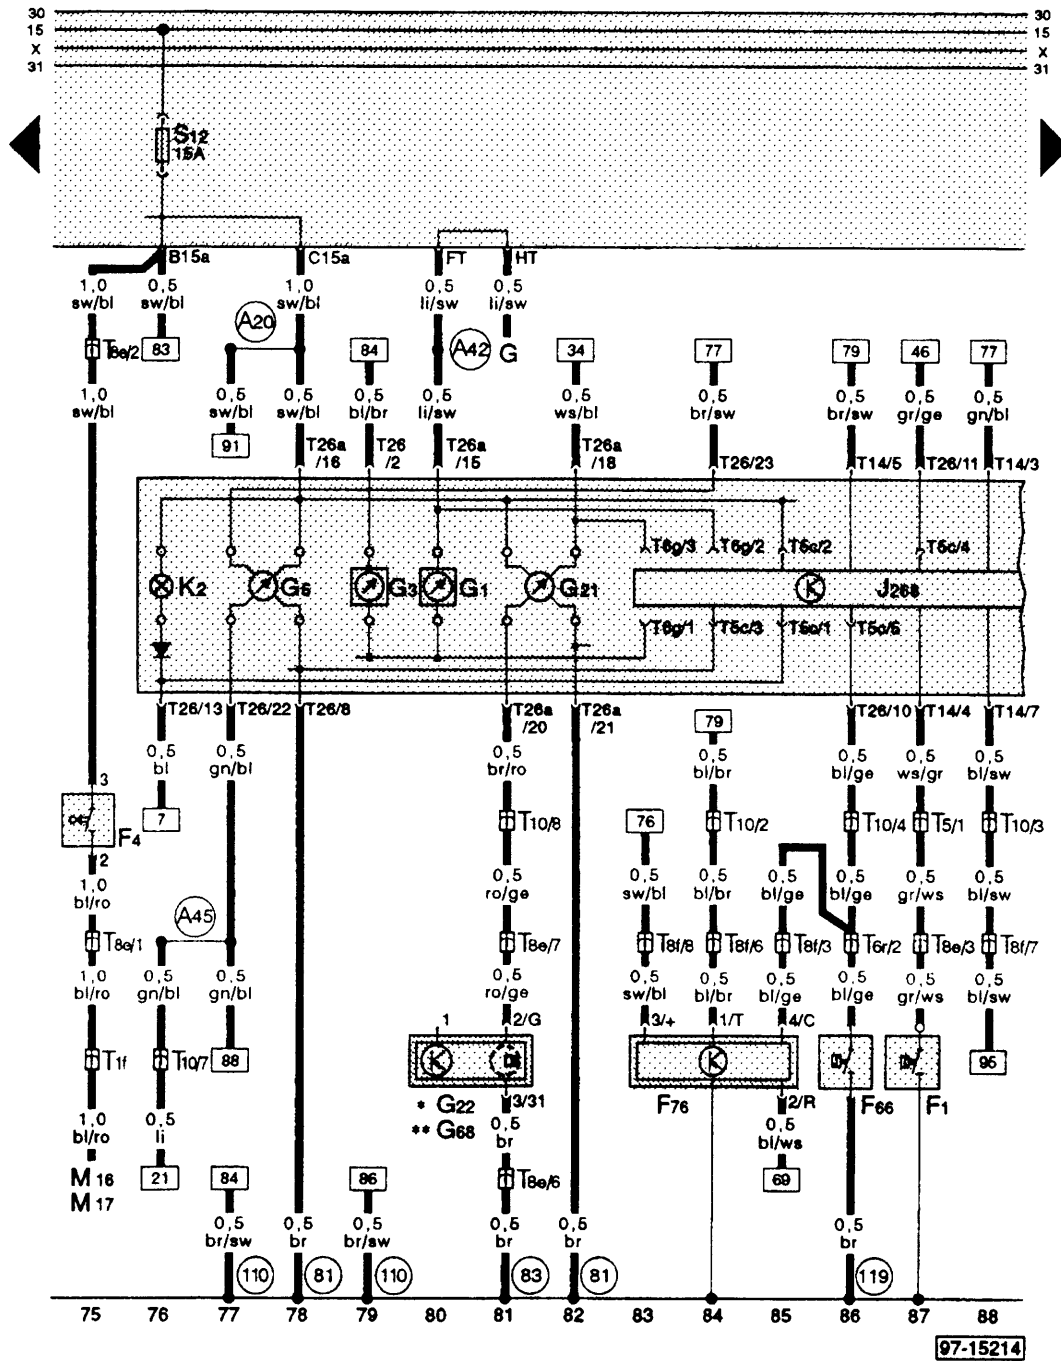 30 30
15 15
X X
31 31
S12
15A
B15a C15a FT HT
1,0 0,5 1,0 0,5 0,5
sw/bl sw/bl sw/bl li/sw li/sw
A20
T8e/2 83 84 A42 G 34 77 79 46 77
1,0 0,5 0,5 0,5 0,5 0,5 0,5 0,5 0,5 0,5
sw/bl sw/bl sw/bl bl/br li/sw ws/bl br/sw br/sw gr/ge gn/bl
91
T26a T26 T26a T26a
/16 /2 /15 /18 T26/23 T14/5 T26/11 T14/3
T6g/3 T6g/2 T5c/2 T5c/4
K2 G5 G3 G1 G21 K J268
T6g/1 T5c/3 T5c/1 T5c/5
T26/13 T26/22 T26/8 T26a T26a T26/10 T14/4 T14/7
/20 /21
79
0,5 0,5 0,5 0,5 0,5 0,5 0,5
bl gn/bl br/ro bl/br bl/ge ws/gr bl/sw
3
7 T10/8 76 T10/2 T10/4 T5/1 T10/3
F4
2
1,0 0,5 0,5 0,5 0,5 0,5 0,5 0,5
bl/ro ro/ge sw/bl bl/br bl/ge bl/ge gr/ws bl/sw
A45
T8e/1 T8e/7 T8f/8 T8f/6 T8f/3 T6r/2 T8e/3 T8f/7
1,0 0,5 0,5 0,5 0,5 0,5 0,5 0,5 0,5 0,5
bl/ro gn/bl gn/bl ro/ge sw/bl bl/br bl/ge bl/ge gr/ws bl/sw
1 2/G 3/+ 1/T 4/C
T1f T10/7 88 K K 95
* G22 3/31 F76 2/R F66 F1
** G68
1,0 0,5 0,5 0,5
bl/ro li br bl/ws
M16 21 84 86 T8e/6 69
M17
0,5 0,5 0,5 0,5 0,5 0,5
br/sw br br/sw br br br
110 81 110 83 81 119
75 76 77 78 79 80 81 82 83 84 85 86 87 88
97-15214